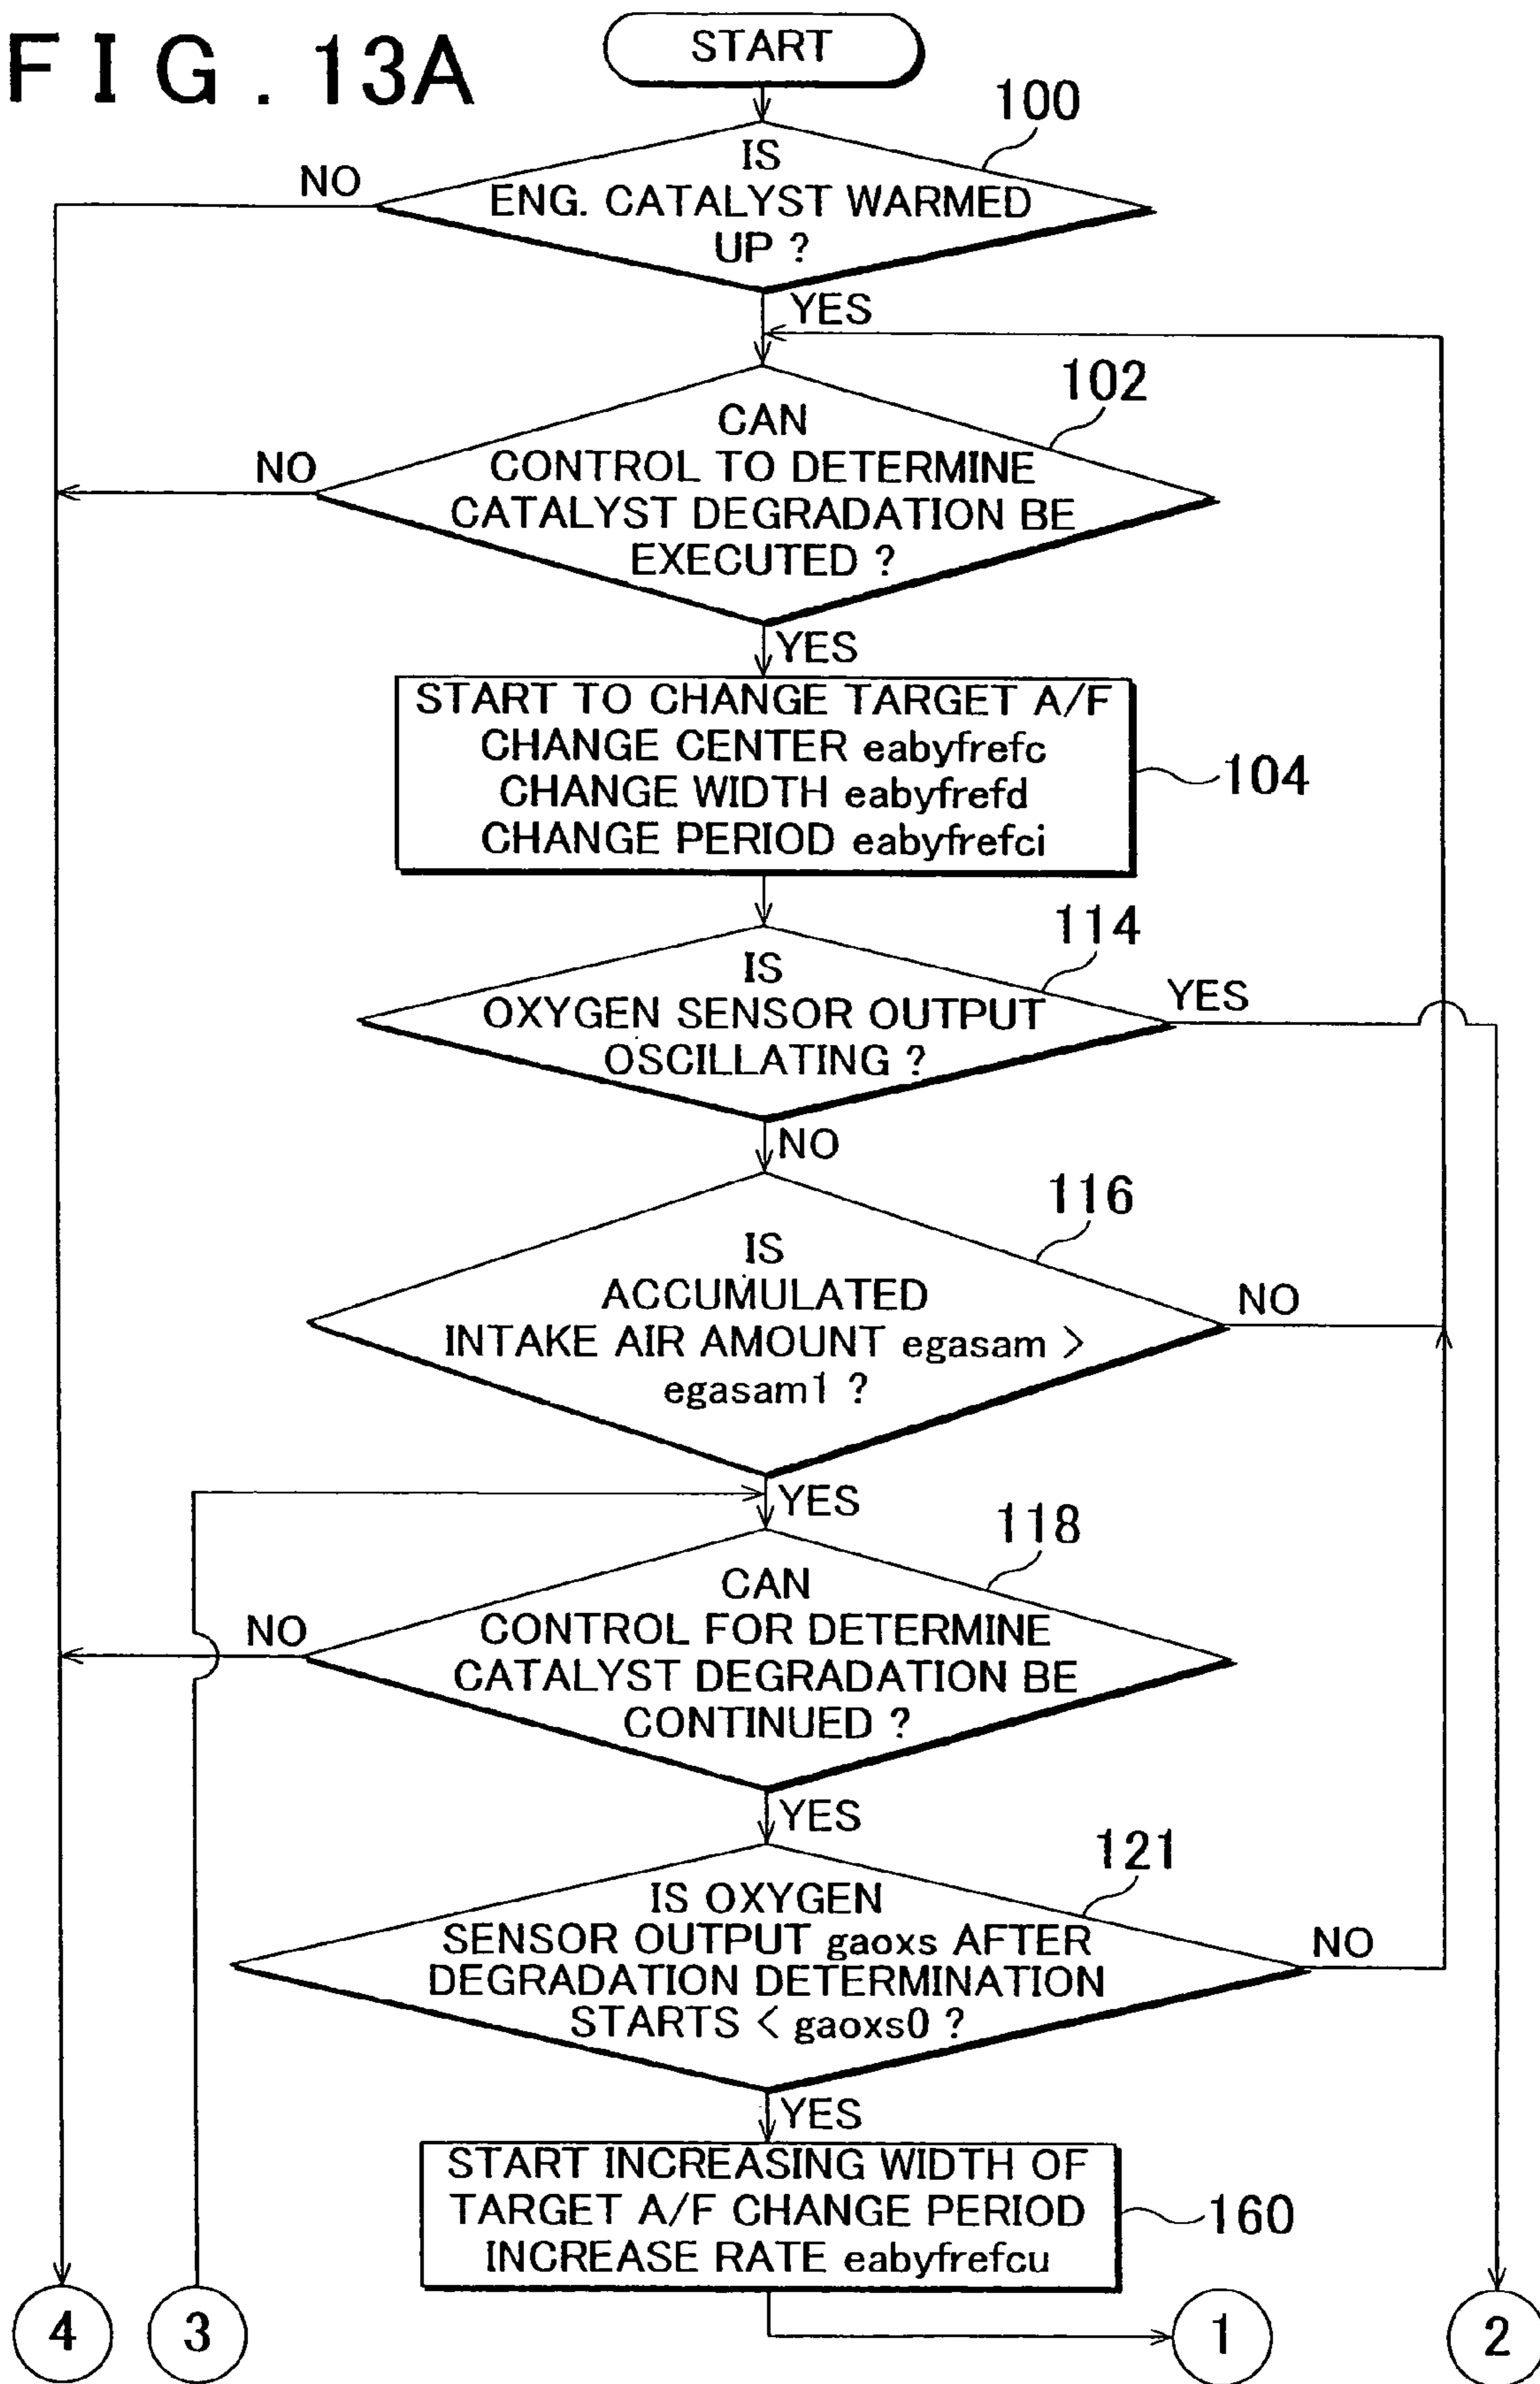 FIG. 13A
START
100
IS
ENG. CATALYST WARMED
UP ?
NO
YES
102
CAN
CONTROL TO DETERMINE
CATALYST DEGRADATION BE
EXECUTED ?
NO
YES
START TO CHANGE TARGET A/F
CHANGE CENTER eabyfrefc
CHANGE WIDTH eabyfrefd
CHANGE PERIOD eabyfrefci
104
114
IS
OXYGEN SENSOR OUTPUT
OSCILLATING ?
YES
NO
116
IS
ACCUMULATED
INTAKE AIR AMOUNT egasam >
egasam1 ?
NO
YES
118
CAN
CONTROL FOR DETERMINE
CATALYST DEGRADATION BE
CONTINUED ?
NO
YES
121
IS OXYGEN
SENSOR OUTPUT gaoxs AFTER
DEGRADATION DETERMINATION
STARTS < gaoxs0 ?
NO
YES
START INCREASING WIDTH OF
TARGET A/F CHANGE PERIOD
INCREASE RATE eabyfrefcu
160
4
3
1
2